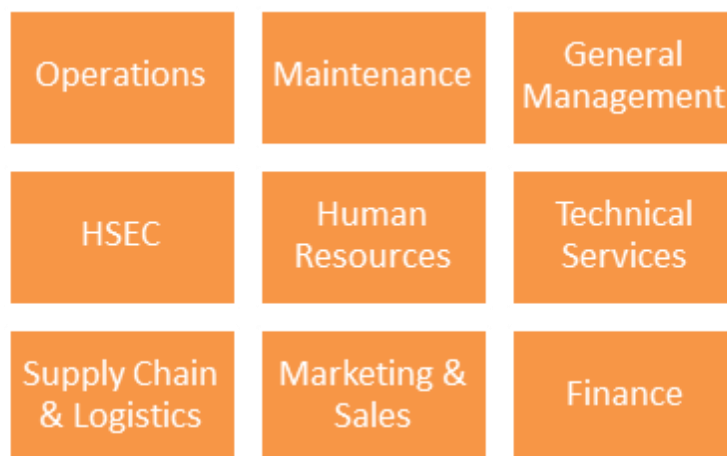 Operations
Maintenance
General
Management
HSEC
Human
Resources
Technical
Services
Supply Chain
& Logistics
Marketing &
Sales
Finance